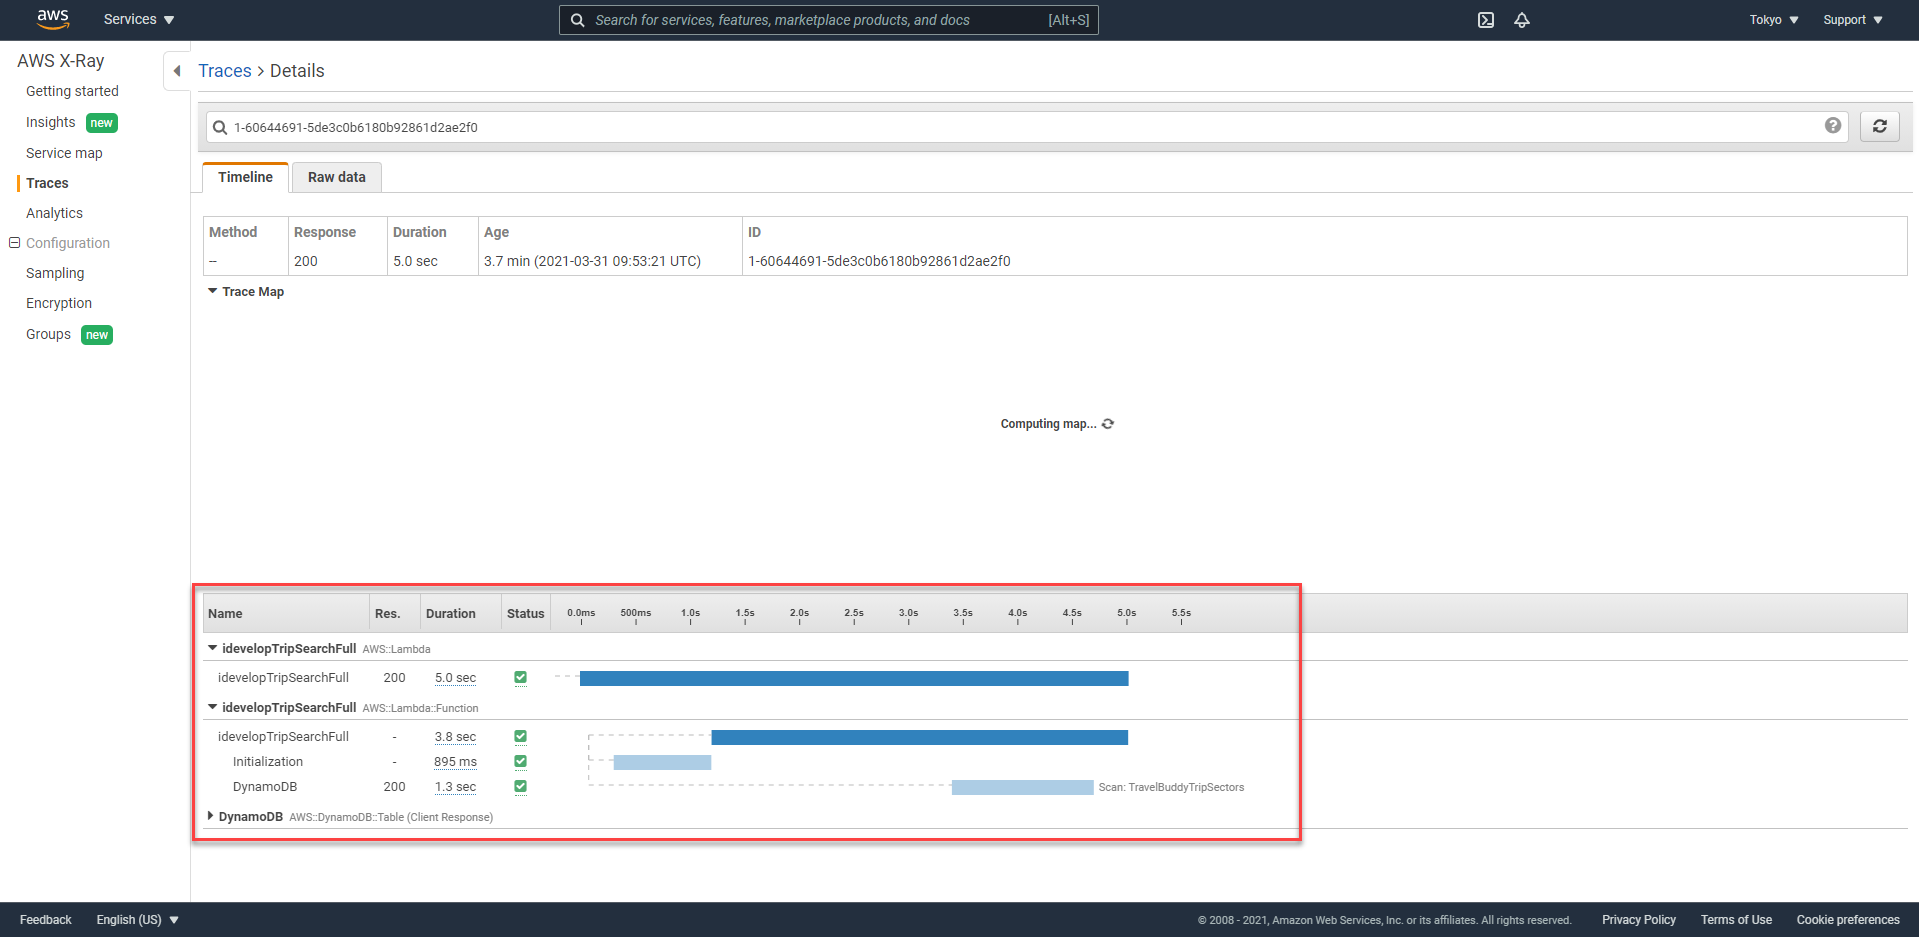 aws Services Search for services, features, marketplace products, and docs [Alt+S] Tokyo Support
AWS X-Ray
Getting started
Insights new
Service map
Traces
Analytics
Configuration
Sampling
Encryption
Groups new
Traces > Details
1-60644691-5de3c0b6180b92861d2ae2f0 ?
Timeline Raw data
Method Response Duration Age ID
-- 200 5.0 sec 3.7 min (2021-03-31 09:53:21 UTC) 1-60644691-5de3c0b6180b92861d2ae2f0
Trace Map
Computing map...
Name Res. Duration Status 0.0ms 500ms 1.0s 1.5s 2.0s 2.5s 3.0s 3.5s 4.0s 4.5s 5.0s 5.5s
idevelopTripSearchFull AWS::Lambda
idevelopTripSearchFull 200 5.0 sec
idevelopTripSearchFull AWS::Lambda::Function
idevelopTripSearchFull - 3.8 sec
Initialization - 895 ms
DynamoDB 200 1.3 sec Scan: TravelBuddyTripSectors
DynamoDB AWS::DynamoDB::Table (Client Response)
Feedback English (US) © 2008 - 2021, Amazon Web Services, Inc. or its affiliates. All rights reserved. Privacy Policy Terms of Use Cookie preferences